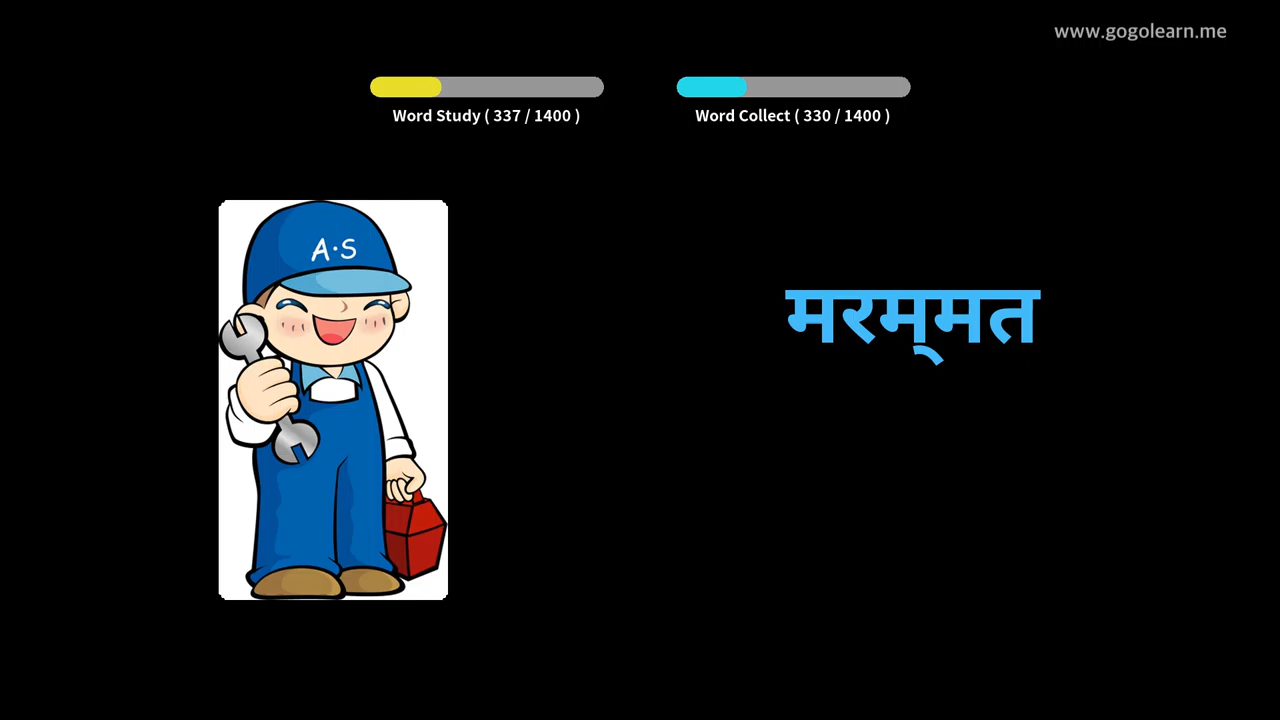 www.gogolearn.me
Word Study ( 337 / 1400 )
Word Collect ( 330 / 1400 )
A·S
मरम्‌मत